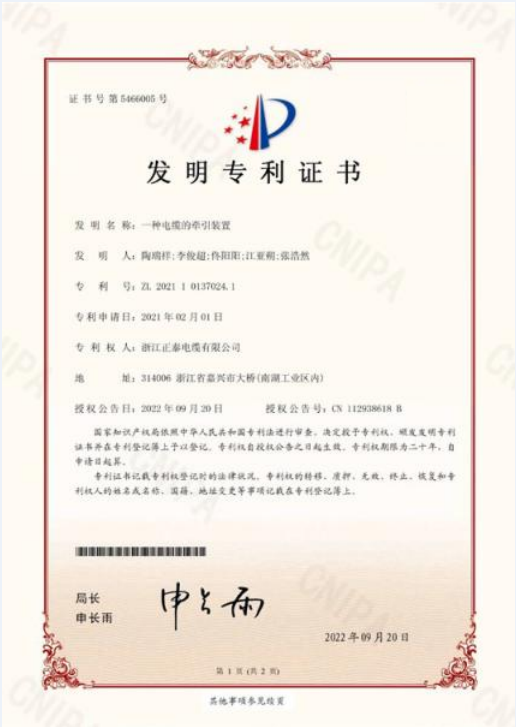 证书号第5466005号
发明专利证书
发明名称：一种电缆的牵引装置
发明人：陶瑞祥;李俊超;佟阳阳;江亚朝;张浩然
专利号：ZL 2021 1 0137024.1
专利申请日：2021年02月01日
专利权人：浙江正泰电缆有限公司
地址：314006 浙江省嘉兴市大桥(南湖工业区内)
授权公告日：2022年09月20日 授权公告号：CN 112938618 B
国家知识产权局依照中华人民共和国专利法进行审查，决定授予专利权，颁发发明专利
证书并在专利登记簿上予以登记。专利权自授权公告之日起生效。专利权期限为二十年，自
申请日起算。
专利证书记载专利权登记时的法律状况。专利权的转移、质押、无效、终止、恢复和专
利权人的姓名或名称、国籍、地址变更等事项记载在专利登记簿上。
局长
申长雨
申长雨
2022年09月20日
第 1 页 (共 2 页)
其他事项参见续页
CNIPA
CNIPA
CNIPA
CNIPA